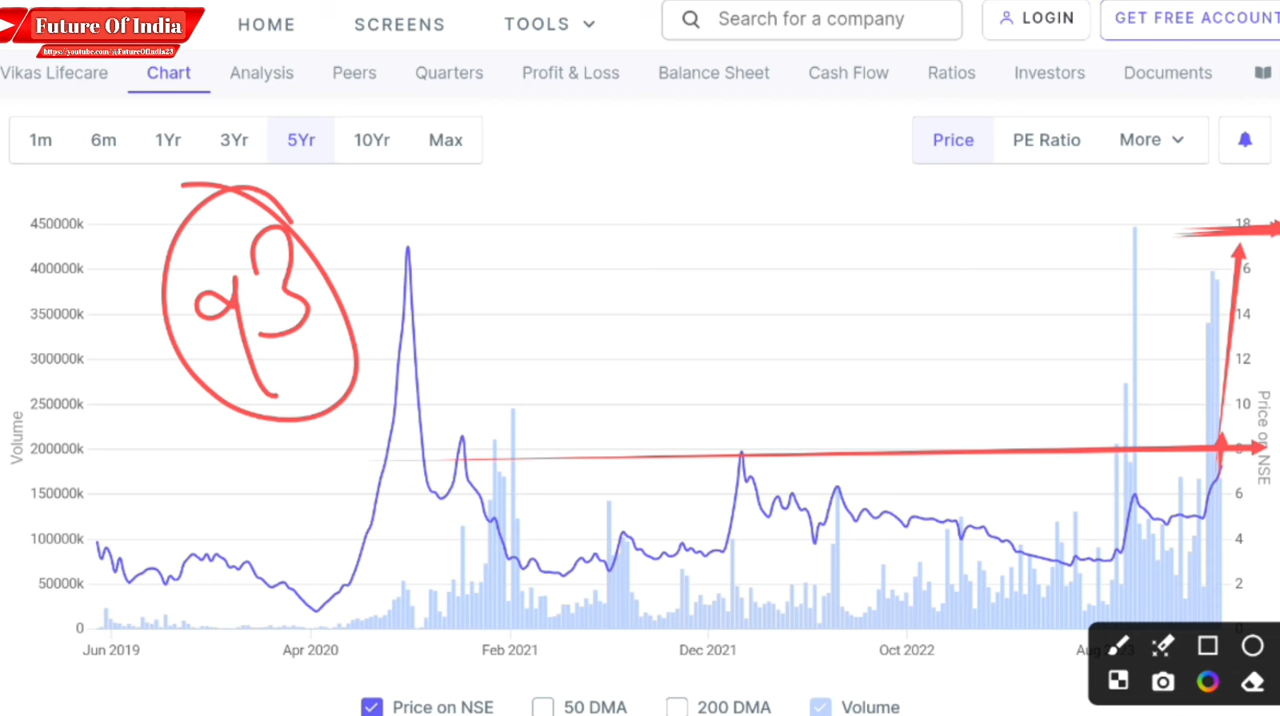 Future Of India
https://youtube.com/@FutureOfIndia23
HOME SCREENS TOOLS Search for a company LOGIN GET FREE ACCOUNT
Vikas Lifecare Chart Analysis Peers Quarters Profit & Loss Balance Sheet Cash Flow Ratios Investors Documents
1m 6m 1Yr 3Yr 5Yr 10Yr Max Price PE Ratio More
450000k 18
400000k 6
350000k 14
300000k 12
250000k 10
200000k 8
150000k 6
100000k 4
50000k 2
0 0
Volume
Price on NSE
Jun 2019 Apr 2020 Feb 2021 Dec 2021 Oct 2022 Aug 2023
Price on NSE 50 DMA 200 DMA Volume